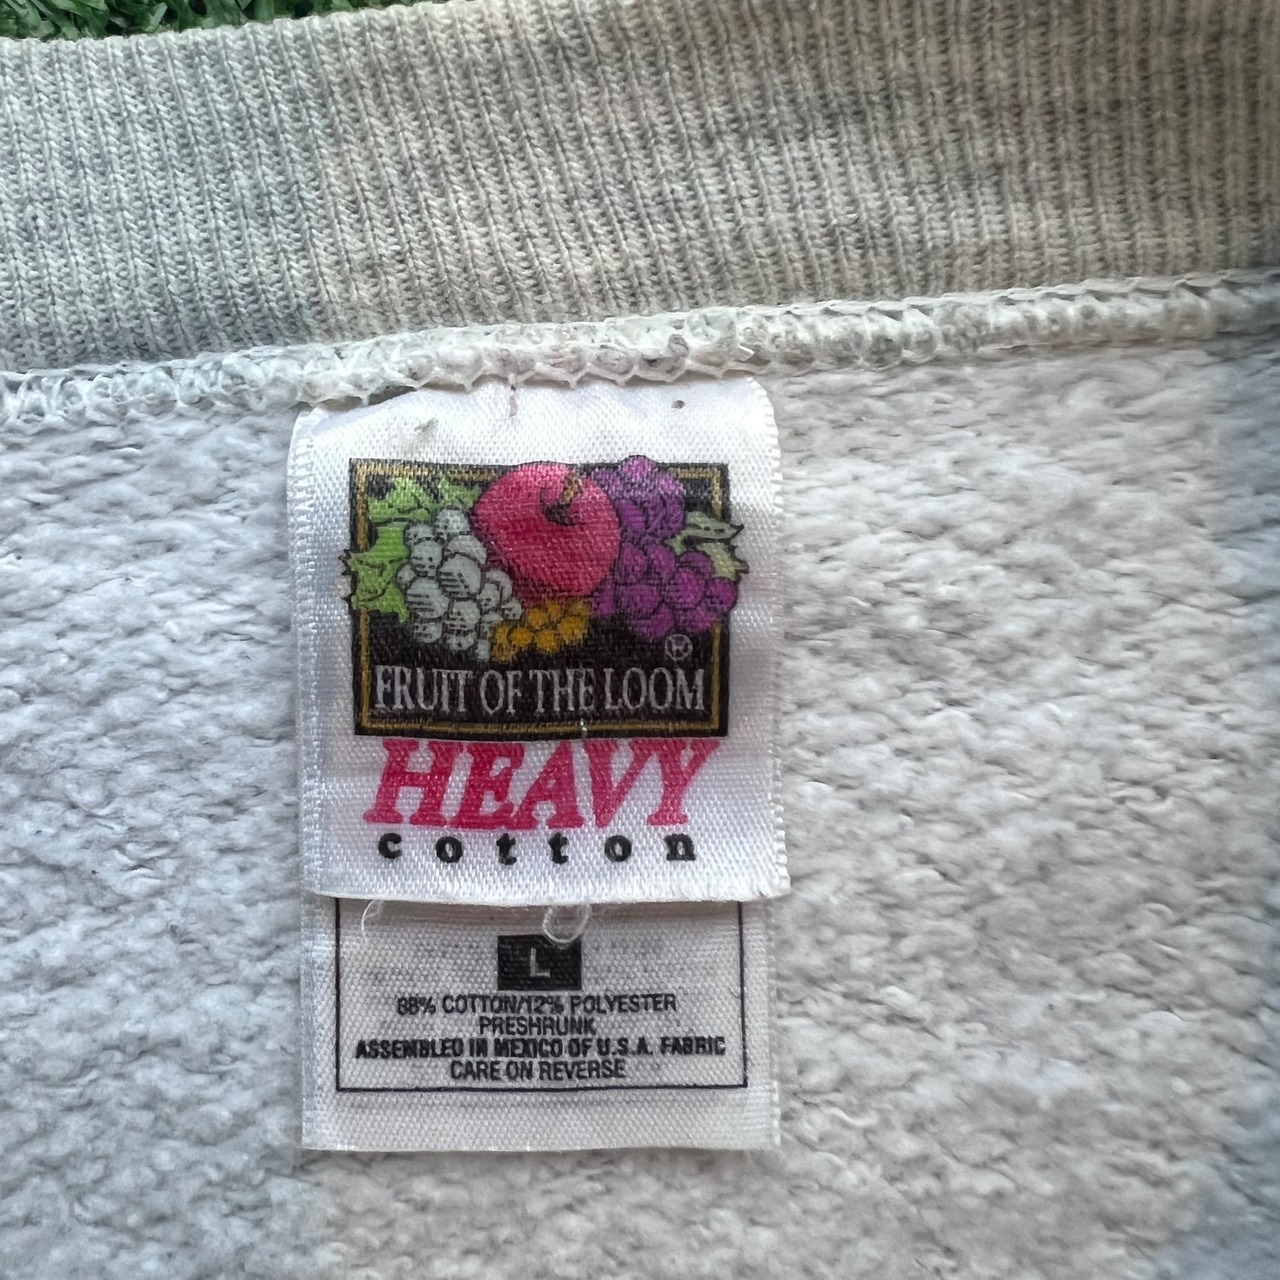 FRUIT OF THE LOOM
®
HEAVY
cotton
L
88% COTTON/12% POLYESTER
PRESHRUNK
ASSEMBLED IN MEXICO OF U.S.A. FABRIC
CARE ON REVERSE